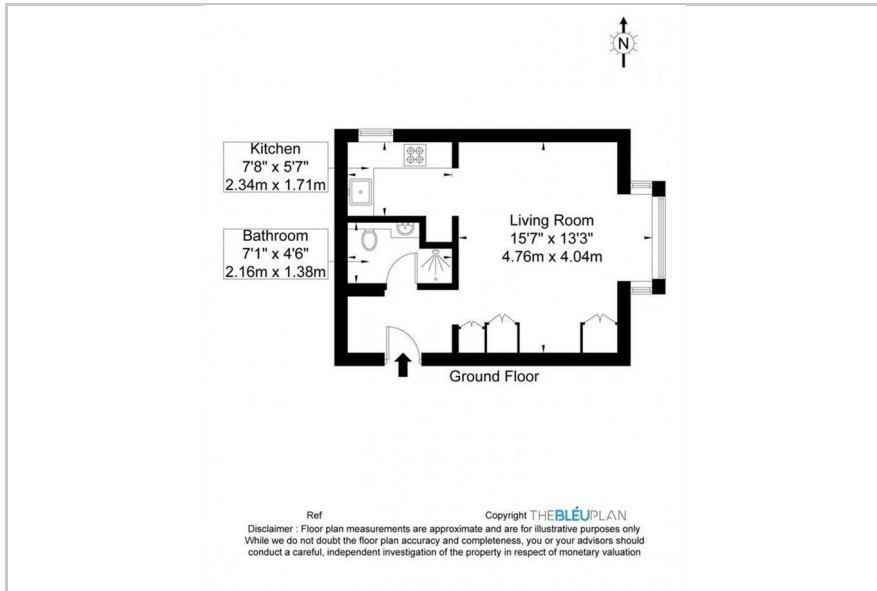 N
Kitchen
7'8" x 5'7"
2.34m x 1.71m
Bathroom
7'1" x 4'6"
2.16m x 1.38m
Living Room
15'7" x 13'3"
4.76m x 4.04m
Ground Floor
Ref
Copyright THEBLÉUPLAN
Disclaimer : Floor plan measurements are approximate and are for illustrative purposes only
While we do not doubt the floor plan accuracy and completeness, you or your advisors should
conduct a careful, independent investigation of the property in respect of monetary valuation